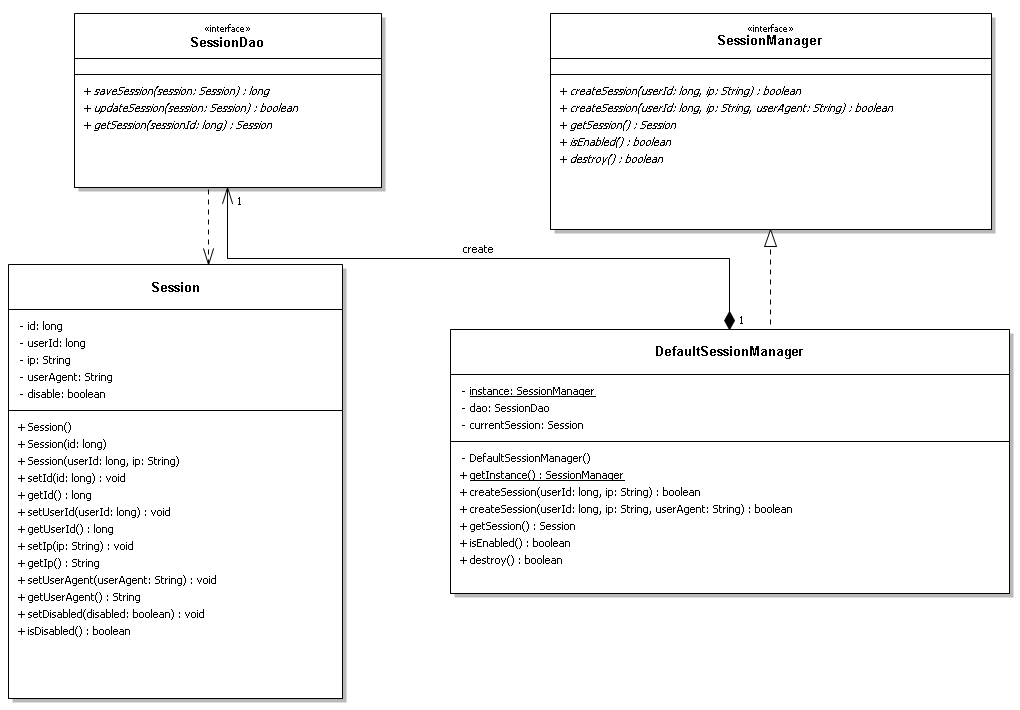 «interface»
SessionDao
+ saveSession(session: Session) : long
+ updateSession(session: Session) : boolean
+ getSession(sessionId: long) : Session
«interface»
SessionManager
+ createSession(userId: long, ip: String) : boolean
+ createSession(userId: long, ip: String, userAgent: String) : boolean
+ getSession() : Session
+ isEnabled() : boolean
+ destroy() : boolean
1
create
1
Session
- id: long
- userId: long
- ip: String
- userAgent: String
- disable: boolean
+ Session()
+ Session(id: long)
+ Session(userId: long, ip: String)
+ setId(id: long) : void
+ getId() : long
+ setUserId(userId: long) : void
+ getUserId() : long
+ setIp(ip: String) : void
+ getIp() : String
+ setUserAgent(userAgent: String) : void
+ getUserAgent() : String
+ setDisabled(disabled: boolean) : void
+ isDisabled() : boolean
DefaultSessionManager
- instance: SessionManager
- dao: SessionDao
- currentSession: Session
- DefaultSessionManager()
+ getInstance() : SessionManager
+ createSession(userId: long, ip: String) : boolean
+ createSession(userId: long, ip: String, userAgent: String) : boolean
+ getSession() : Session
+ isEnabled() : boolean
+ destroy() : boolean